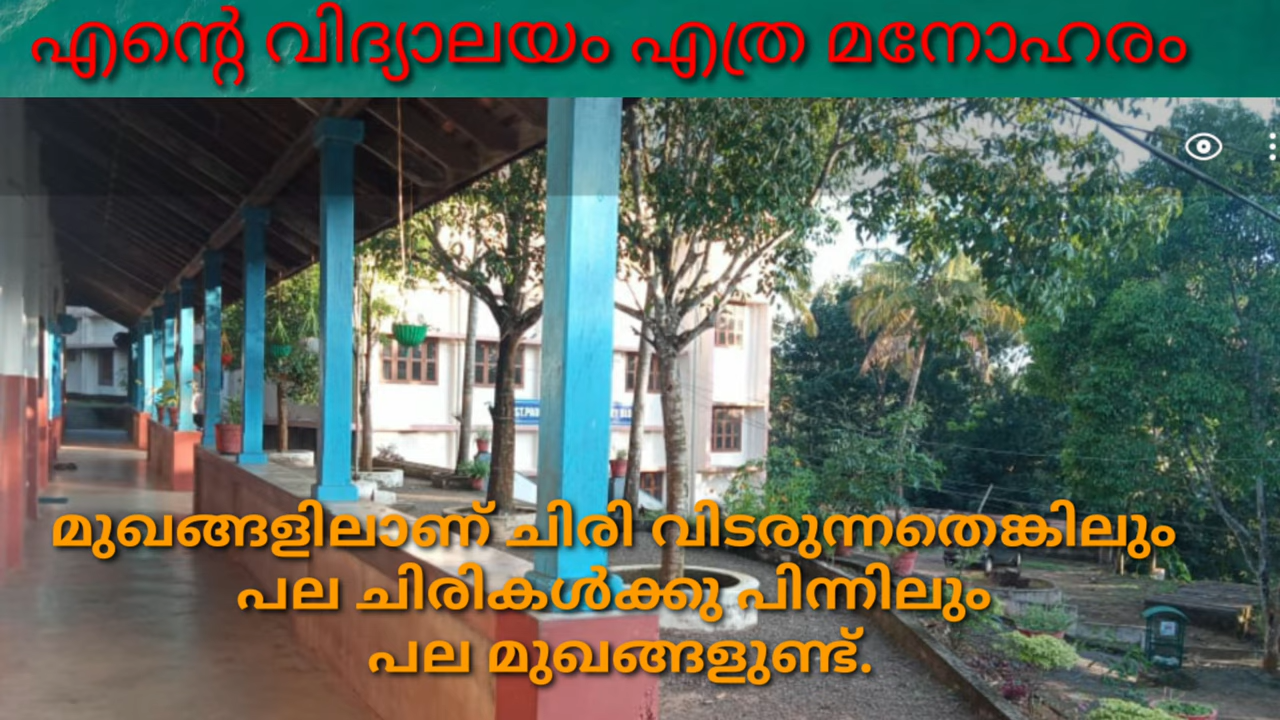 എന്റെ വിദ്യാലയം എത്ര മനോഹരം
മുഖങ്ങളിലാണ് ചിരി വിടരുന്നതെങ്കിലും
പല ചിരികൾക്കു പിന്നിലും
പല മുഖങ്ങളുണ്ട്.